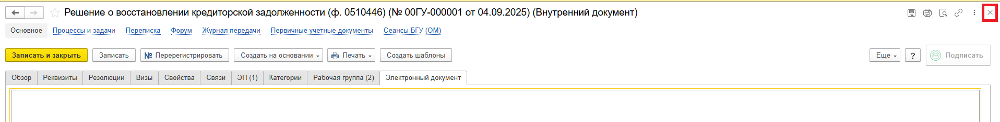 Решение о восстановлении кредиторской задолженности (ф. 0510446) (№ 00ГУ-000001 от 04.09.2025) (Внутренний документ)
Основное Процессы и задачи Переписка Форум Журнал передачи Первичные учетные документы Сеансы БГУ (ОМ)
Записать и закрыть Записать № Перерегистрировать Создать на основании Печать Создать шаблоны Еще ? Подписать
Обзор Реквизиты Резолюции Визы Свойства Связи ЭП (1) Категории Рабочая группа (2) Электронный документ